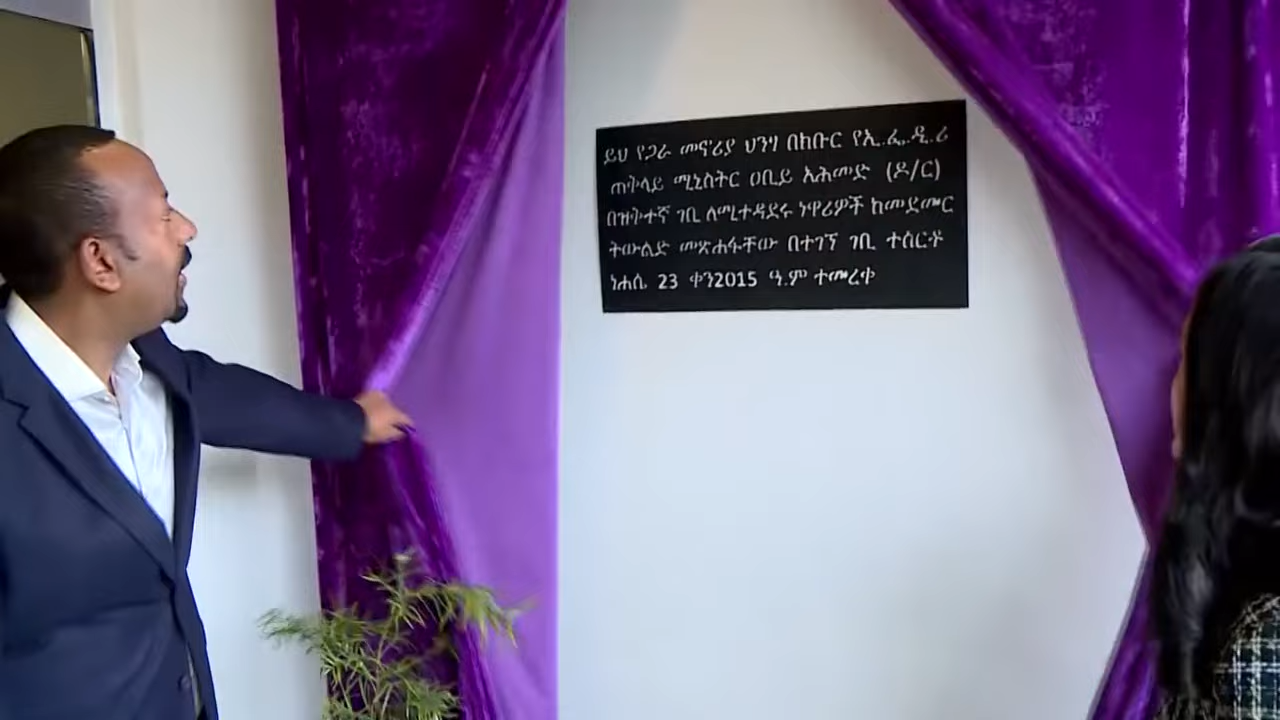 ይህ የጋራ መኖሪያ ህንፃ በክቡር የኢ.ፌ.ዲ.ሪ
ጠቅላይ ሚኒስትር ዐቢይ አሕመድ (ዶ/ር)
በዝቅተኛ ገቢ ለሚተዳደሩ ነዋሪዎች ከመደመር
ትውልድ መጽሐፋቸው በተገኘ ገቢ ተሰርቶ
ነሐሴ 23 ቀን2015 ዓ.ም ተመረቀ